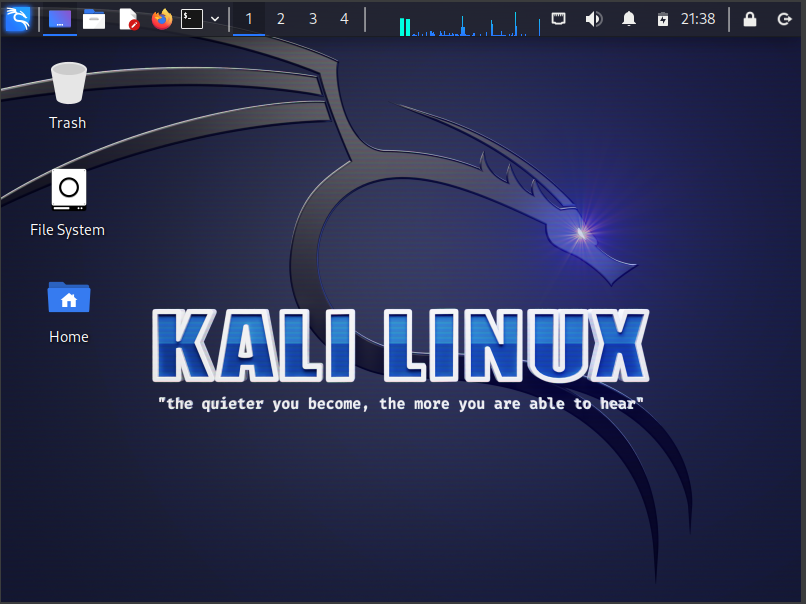 1 2 3 4 21:38
Trash
File System
Home
KALI LINUX
"the quieter you become, the more you are able to hear"